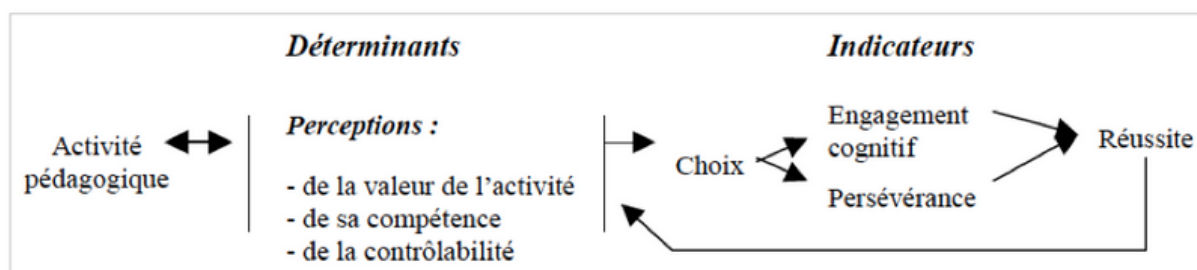 Déterminants
Indicateurs
Activité
pédagogique
Perceptions :
- de la valeur de l'activité
- de sa compétence
- de la contrôlabilité
Choix
Engagement
cognitif
Persévérance
Réussite